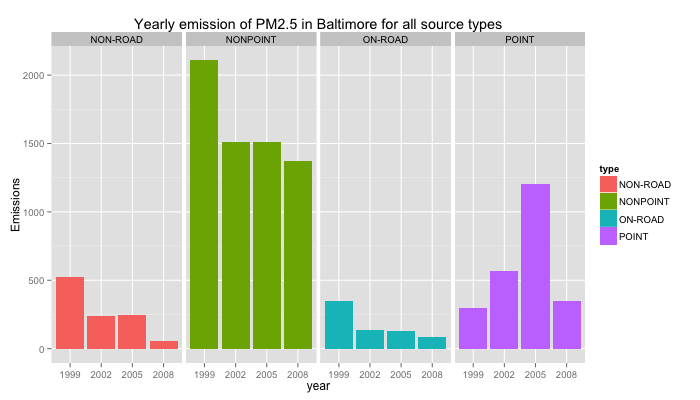 Yearly emission of PM2.5 in Baltimore for all source types
NON-ROAD NONPOINT ON-ROAD POINT
2000
1500
1000
500
0
Emissions
1999 2002 2005 2008 1999 2002 2005 2008 1999 2002 2005 2008 1999 2002 2005 2008
year
type
NON-ROAD
NONPOINT
ON-ROAD
POINT